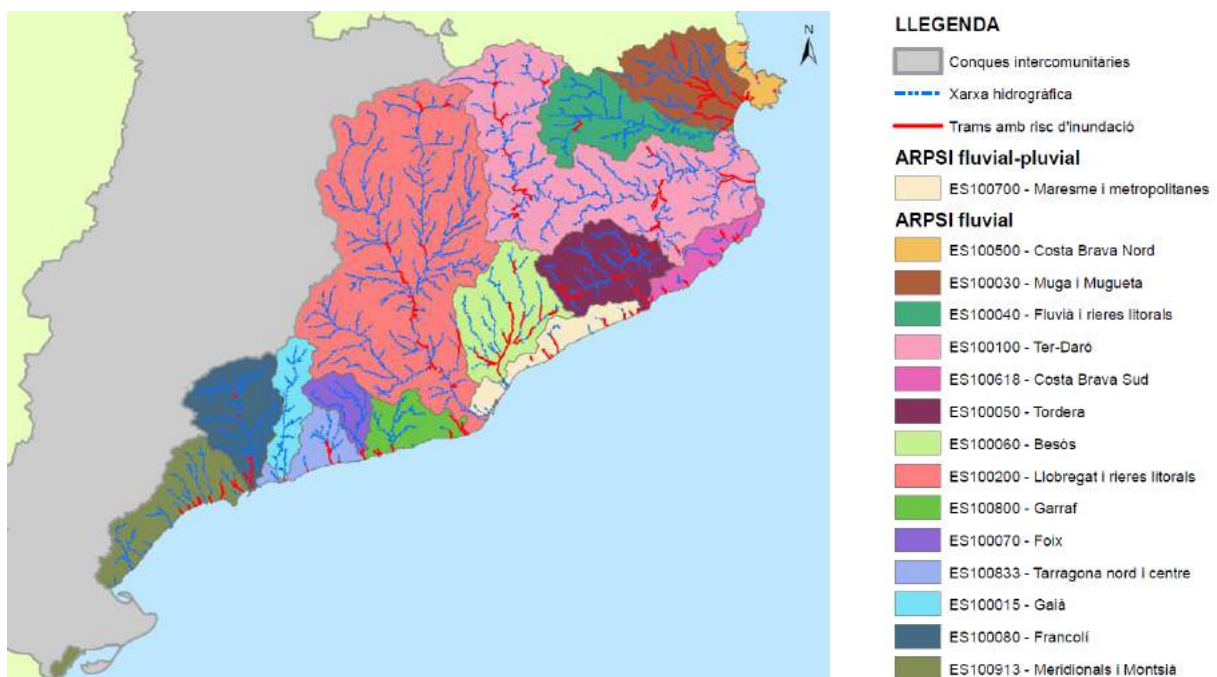 N
LLEGENDA
Conques intercomunitàries
Xarxa hidrogràfica
Trams amb risc d'inundació
ARPSI fluvial-pluvial
ES100700 - Maresme i metropolitanes
ARPSI fluvial
ES100500 - Costa Brava Nord
ES100030 - Muga i Mugueta
ES100040 - Fluvià i rieres litorals
ES100100 - Ter-Daró
ES100618 - Costa Brava Sud
ES100050 - Tordera
ES100060 - Besòs
ES100200 - Llobregat i rieres litorals
ES100800 - Garraf
ES100070 - Foix
ES100833 - Tarragona nord i centre
ES100015 - Gaià
ES100080 - Francolí
ES100913 - Meridionals i Montsià